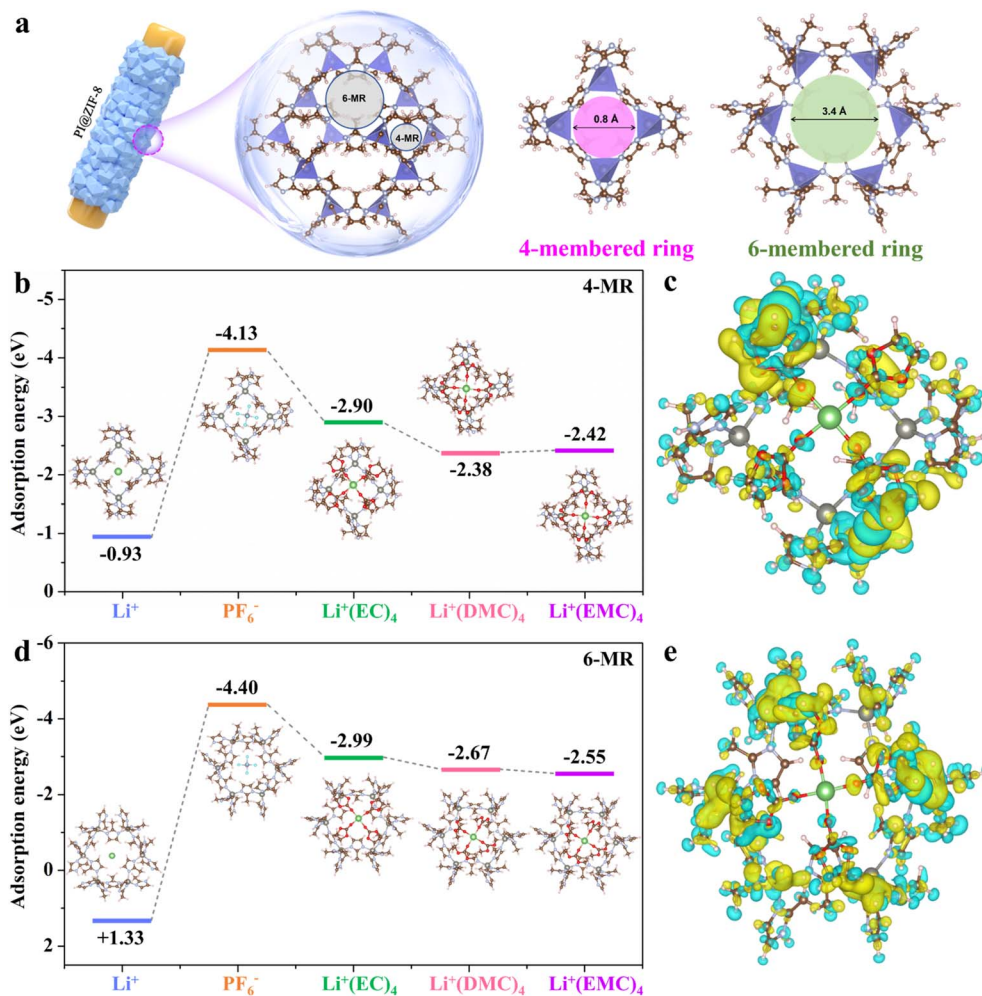 a
PI@ZIF-8
6-MR
4-MR
0.8 Å
3.4 Å
4-membered ring
6-membered ring
b
4-MR
Adsorption energy (eV)
-5
-4
-3
-2
-1
0
-0.93
-4.13
-2.90
-2.38
-2.42
Li⁺
PF₆⁻
Li⁺(EC)₄
Li⁺(DMC)₄
Li⁺(EMC)₄
c
d
6-MR
Adsorption energy (eV)
-6
-4
-2
0
2
+1.33
-4.40
-2.99
-2.67
-2.55
Li⁺
PF₆⁻
Li⁺(EC)₄
Li⁺(DMC)₄
Li⁺(EMC)₄
e